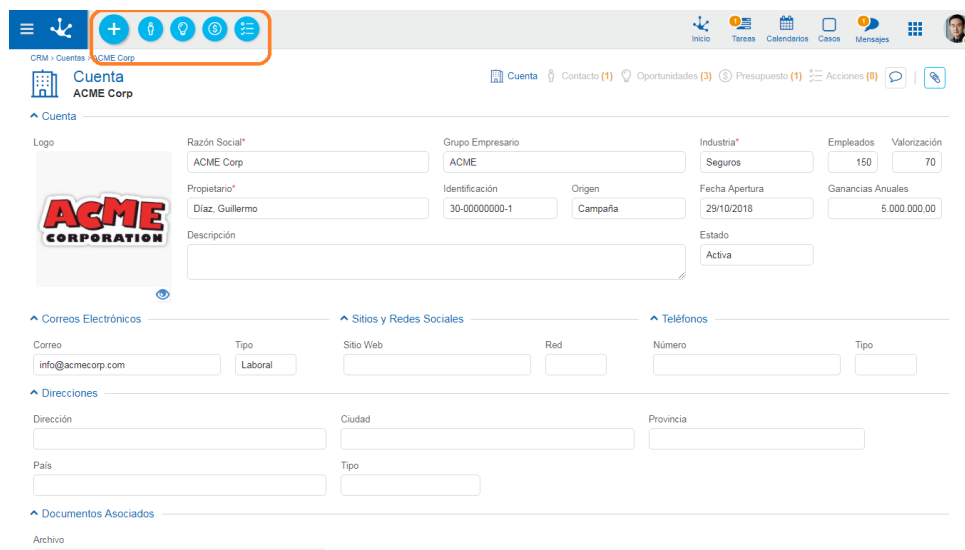 Inicio
Tareas
Calendarios
Casos
Mensajes
1
1
CRM › Cuentas › ACME Corp
Cuenta
ACME Corp
Cuenta Contacto (1) Oportunidades (3) Presupuesto (1) Acciones (8)
Cuenta
Logo
ACME
CORPORATION
Razón Social* Grupo Empresario Industria* Empleados Valorización
ACME Corp ACME Seguros 150 70
Propietario* Identificación Origen Fecha Apertura Ganancias Anuales
Díaz, Guillermo 30-00000000-1 Campaña 29/10/2018 5.000.000,00
Descripción Estado
Activa
Correos Electrónicos Sitios y Redes Sociales Teléfonos
Correo Tipo Sitio Web Red Número Tipo
info@acmecorp.com Laboral
Direcciones
Dirección Ciudad Provincia
País Tipo
Documentos Asociados
Archivo